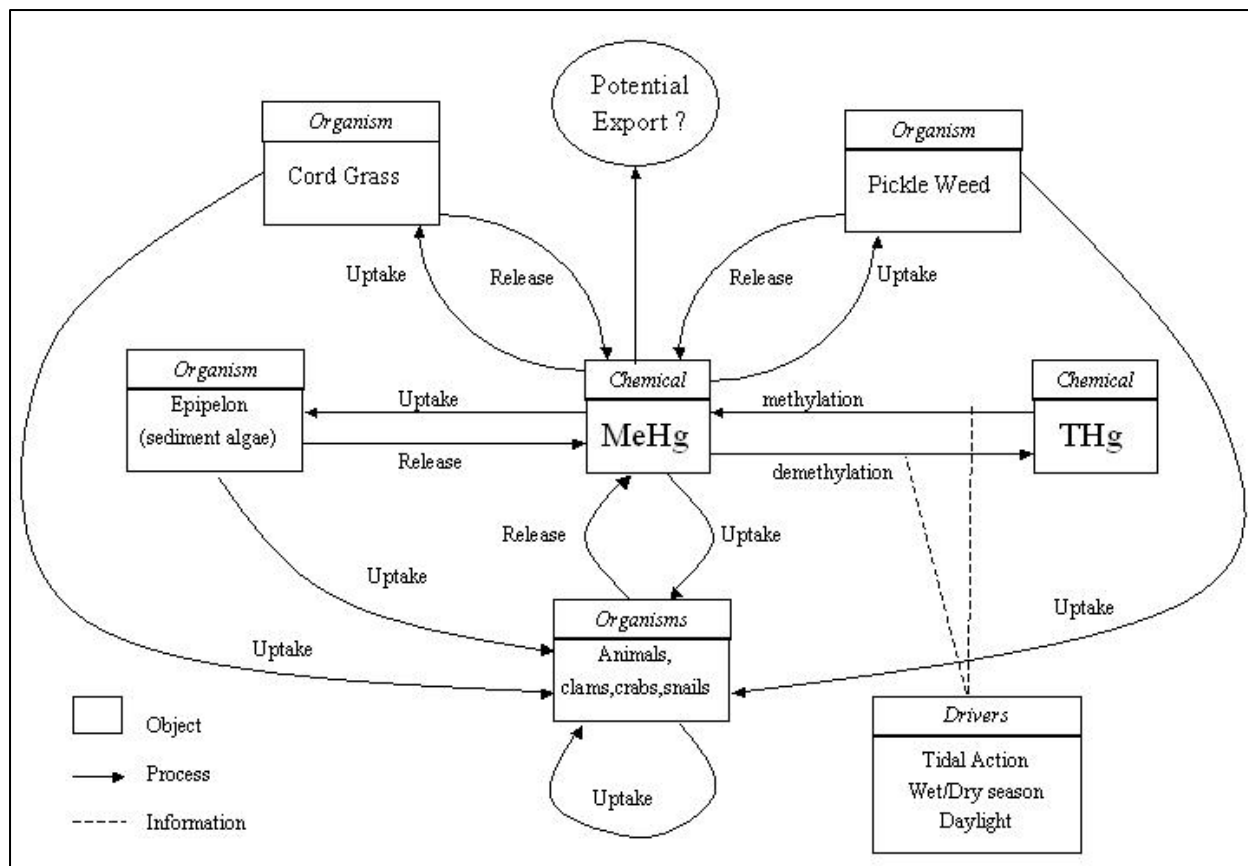 Potential
Export ?
Organism
Cord Grass
Organism
Pickle Weed
Uptake
Release
Release
Uptake
Organism
Epipelon
(sediment algae)
Uptake
Release
Chemical
MeHg
methylation
demethylation
Chemical
THg
Release
Uptake
Uptake
Uptake
Uptake
Organisms
Animals,
clams,crabs,snails
Uptake
Drivers
Tidal Action
Wet/Dry season
Daylight
Object
Process
Information